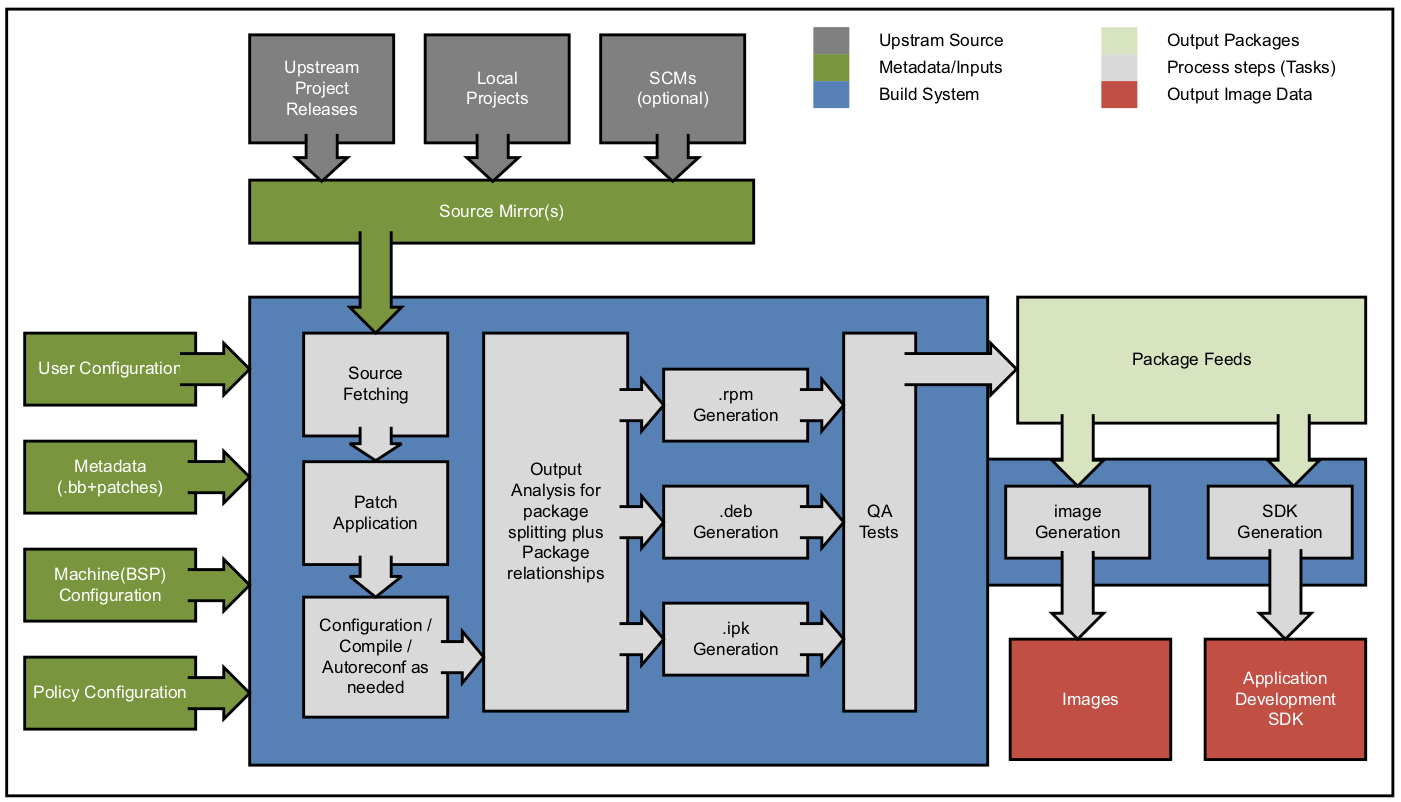 Upstream
Project
Releases
Local
Projects
SCMs
(optional)
Upstram Source
Metadata/Inputs
Build System
Output Packages
Process steps (Tasks)
Output Image Data
Source Mirror(s)
User Configuration
Metadata
(.bb+patches)
Machine(BSP)
Configuration
Policy Configuration
Source
Fetching
Patch
Application
Configuration /
Compile /
Autoreconf as
needed
Output
Analysis for
package
splitting plus
Package
relationships
.rpm
Generation
.deb
Generation
.ipk
Generation
QA
Tests
Package Feeds
image
Generation
SDK
Generation
Images
Application
Development
SDK